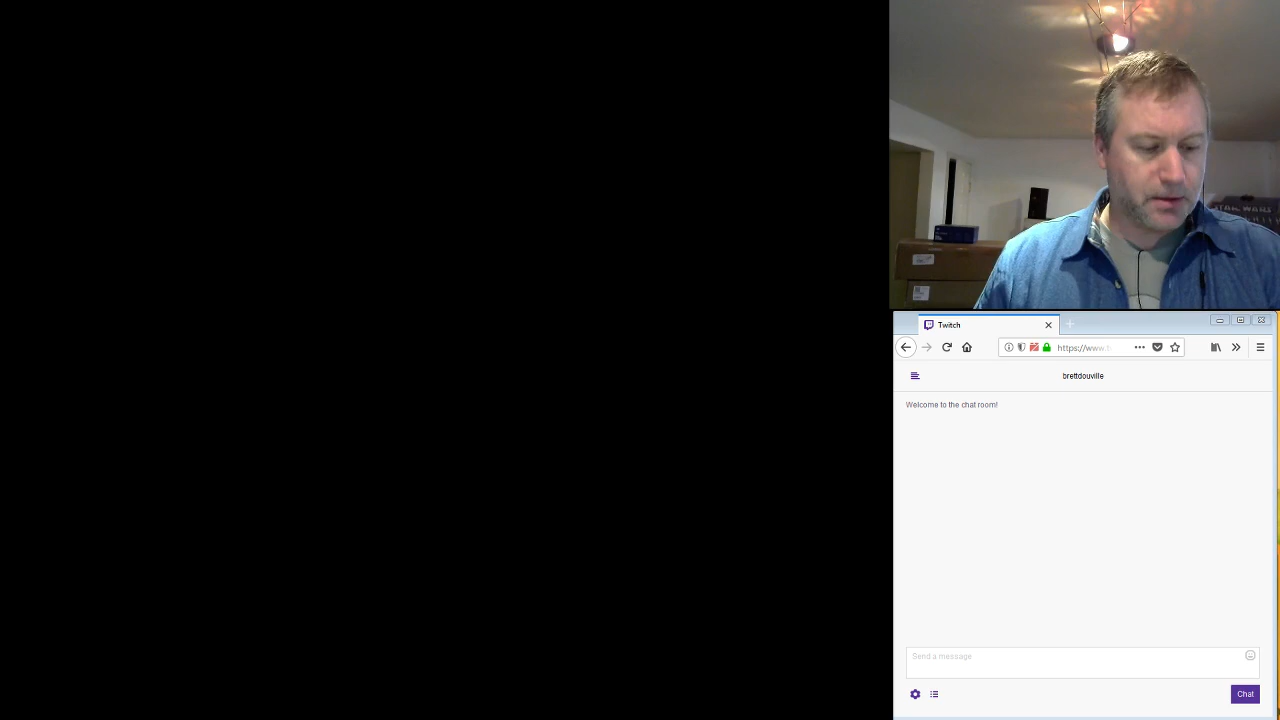 STAR WARS
Twitch
https://www.t
brettdouville
Welcome to the chat room!
Send a message
Chat